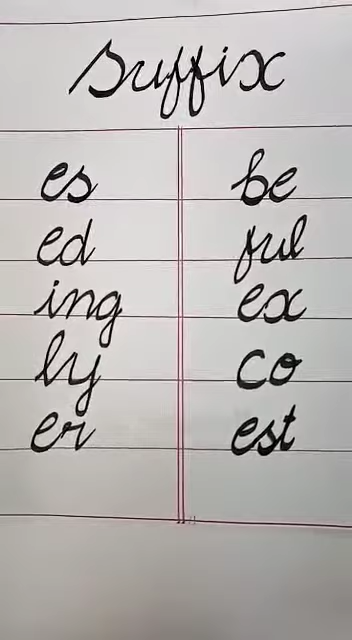 Suffix
es be
ed ful
ing ex
ly co
er est